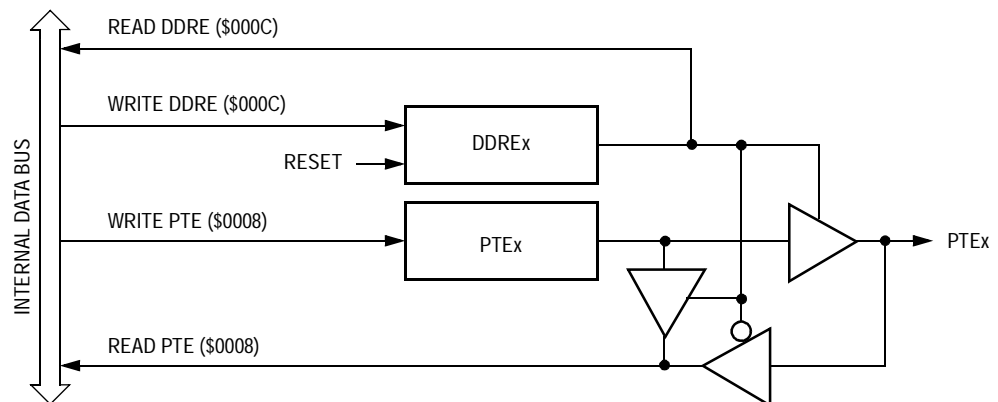 READ DDRE ($000C)
WRITE DDRE ($000C)
DDREx
RESET
WRITE PTE ($0008)
PTEx
PTEx
READ PTE ($0008)
INTERNAL DATA BUS